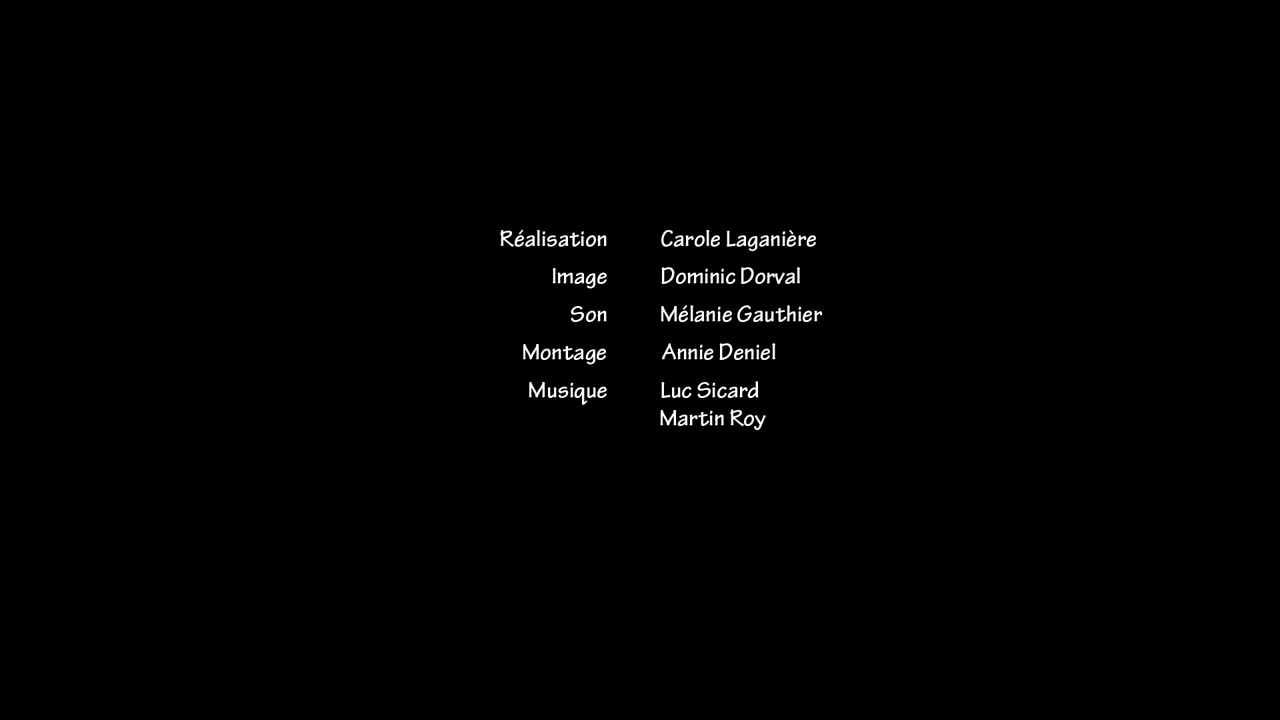 Réalisation Carole Laganière
Image Dominic Dorval
Son Mélanie Gauthier
Montage Annie Deniel
Musique Luc Sicard
Martin Roy